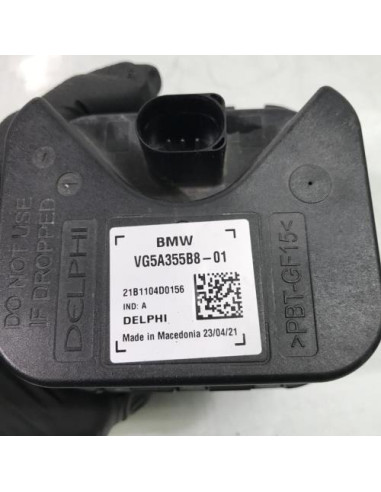 DO NOT USE
IF DROPPED
DELPHI
BMW
VG5A355B8-01
21B1104D0156
IND: A
DELPHI
Made in Macedonia 23/04/21
>PBT-GF15<